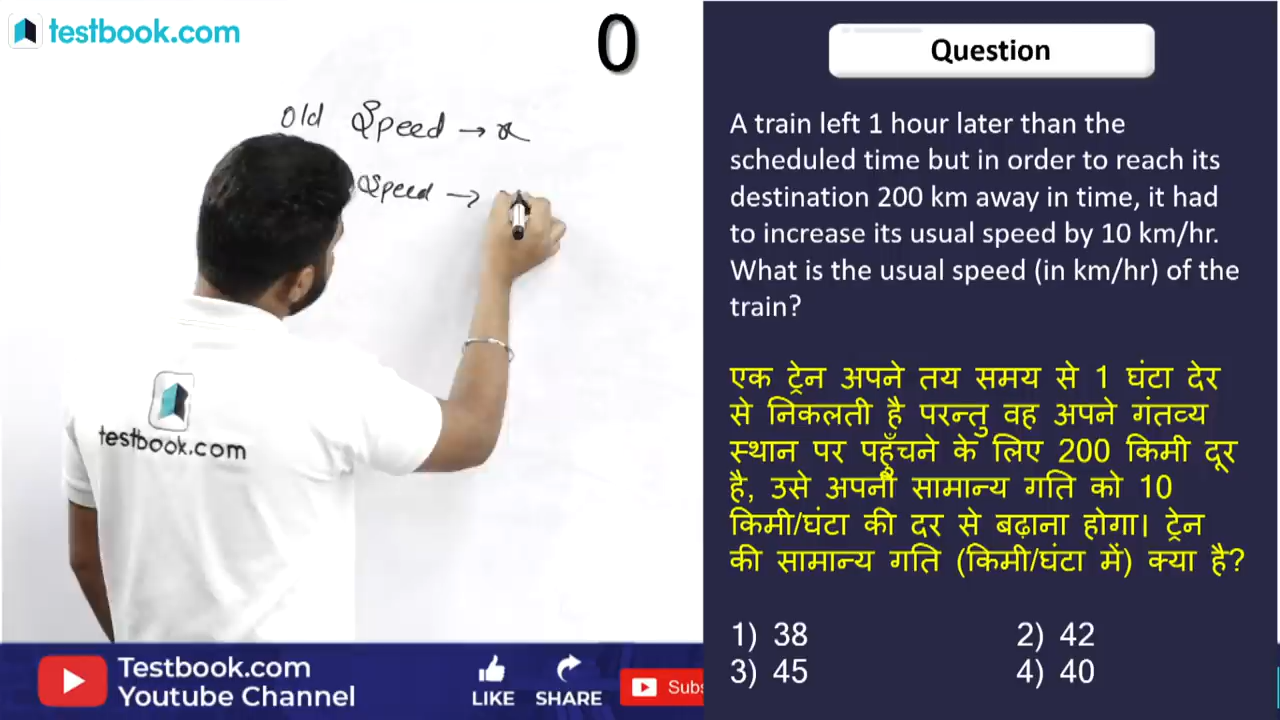 testbook.com
0
Question
Old Speed → x
Speed →
A train left 1 hour later than the
scheduled time but in order to reach its
destination 200 km away in time, it had
to increase its usual speed by 10 km/hr.
What is the usual speed (in km/hr) of the
train?
एक ट्रेन अपने तय समय से 1 घंटा देर
से निकलती है परन्तु वह अपने गंतव्य
स्थान पर पहुँचने के लिए 200 किमी दूर
है, उसे अपनी सामान्य गति को 10
किमी/घंटा की दर से बढ़ाना होगा। ट्रेन
की सामान्य गति (किमी/घंटा में) क्या है?
1) 38 2) 42
3) 45 4) 40
testbook.com
Testbook.com
Youtube Channel
LIKE SHARE Subs